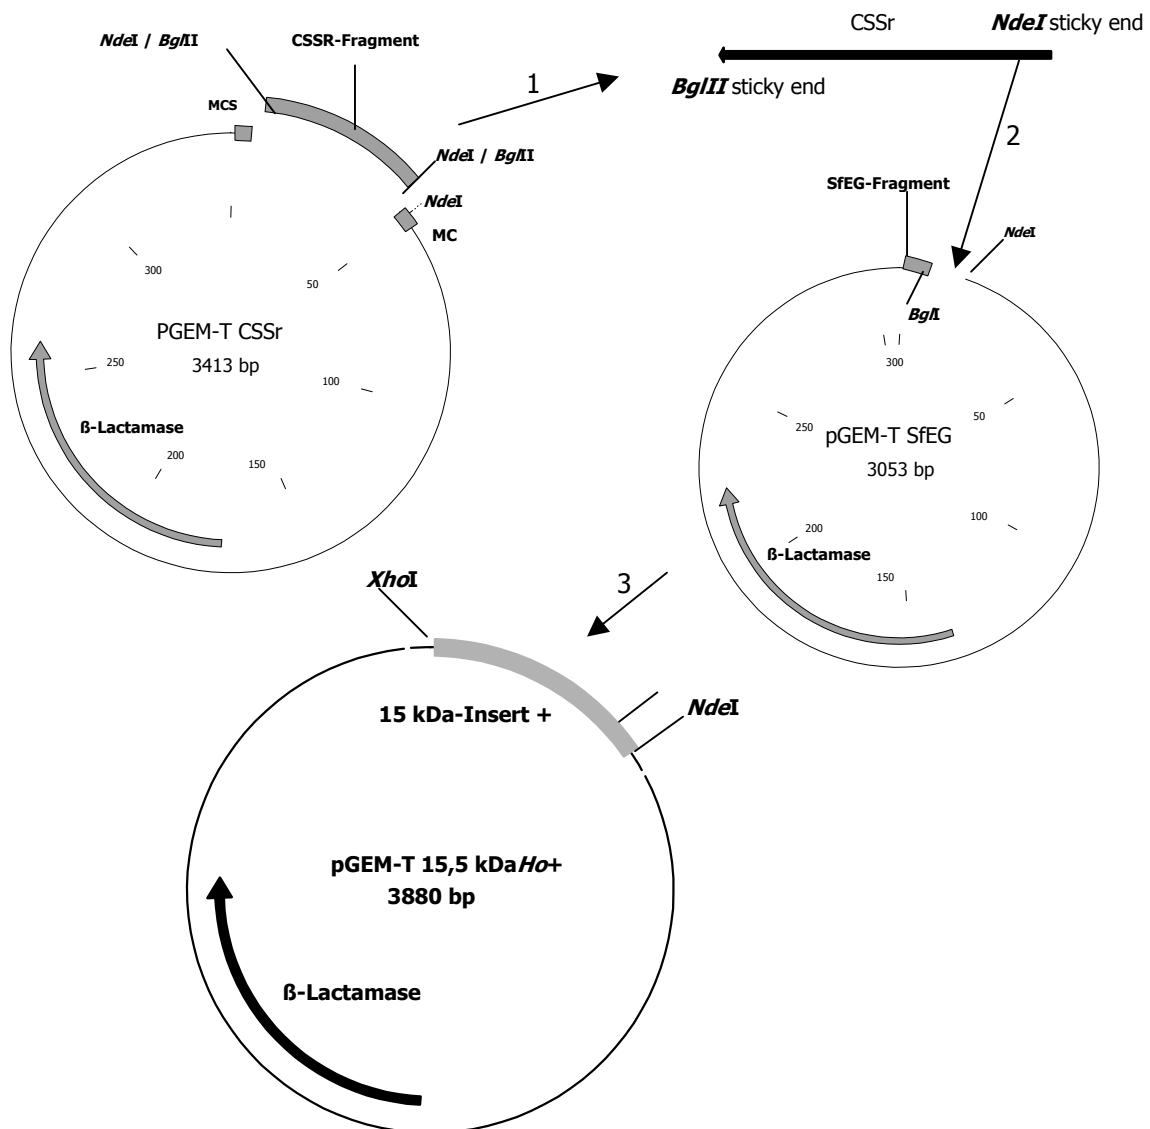 NdeI / BglII
CSSR-Fragment
MCS
1
NdeI / BglII
NdeI
MC
50
100
150
200
250
300
PGEM-T CSSr
3413 bp
ß-Lactamase
CSSr
NdeI sticky end
BglII sticky end
2
SfEG-Fragment
NdeI
BglI
300
50
100
150
200
250
pGEM-T SfEG
3053 bp
ß-Lactamase
3
XhoI
15 kDa-Insert +
NdeI
pGEM-T 15,5 kDaHo+
3880 bp
ß-Lactamase